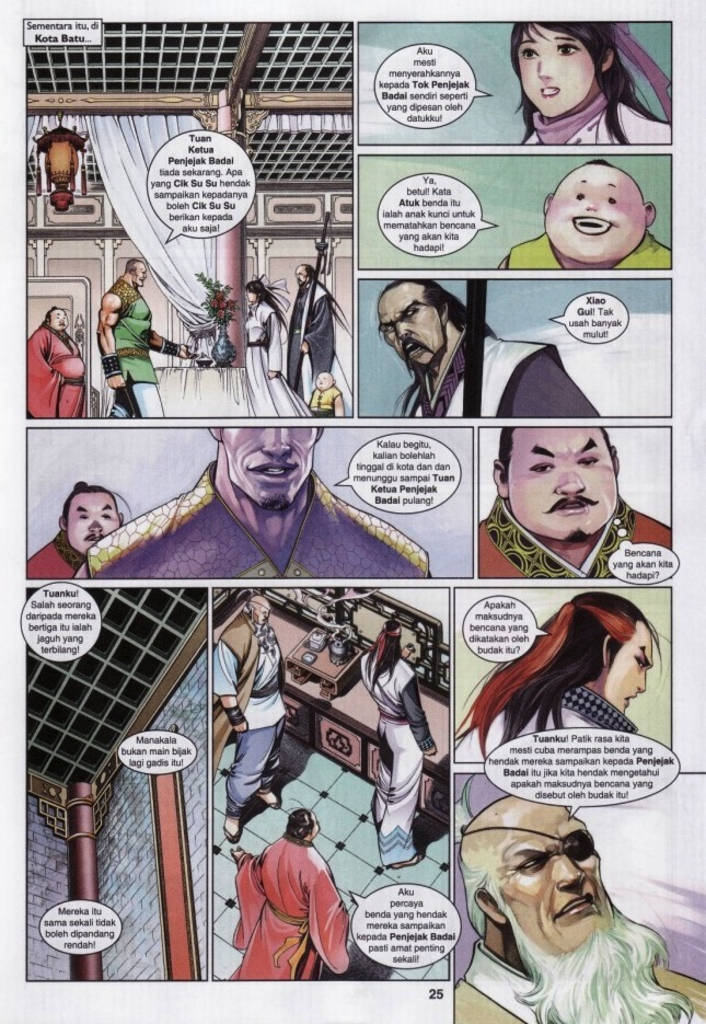 Sementara itu, di
Kota Batu...
Tuan
Ketua
Penjejak Badai
tiada sekarang. Apa
yang Cik Su Su hendak
sampaikan kepadanya
boleh Cik Su Su
berikan kepada
aku saja!
Aku
mesti
menyerahkannya
kepada Tok Penjejak
Badai sendiri seperti
yang dipesan oleh
datukku!
Ya,
betul! Kata
Atuk benda itu
ialah anak kunci untuk
mematahkan bencana
yang akan kita
hadapi!
Xiao
Gui! Tak
usah banyak
mulut!
Kalau begitu,
kalian bolehlah
tinggal di kota dan dan
menunggu sampai Tuan
Ketua Penjejak
Badai pulang!
Bencana
yang akan kita
hadapi?
Tuanku!
Salah seorang
daripada mereka
bertiga itu ialah
jaguh yang
terbilang!
Manakala
bukan main bijak
lagi gadis itu!
Mereka itu
sama sekali tidak
boleh dipandang
rendah!
Aku
percaya
benda yang hendak
mereka sampaikan
kepada Penjejak Badai
pasti amat penting
sekali!
Apakah
maksudnya
bencana yang
dikatakan oleh
budak itu?
Tuanku! Patik rasa kita
mesti cuba merampas benda yang
hendak mereka sampaikan kepada Penjejak
Badai itu jika kita hendak mengetahui
apakah maksudnya bencana yang
disebut oleh budak itu!
25